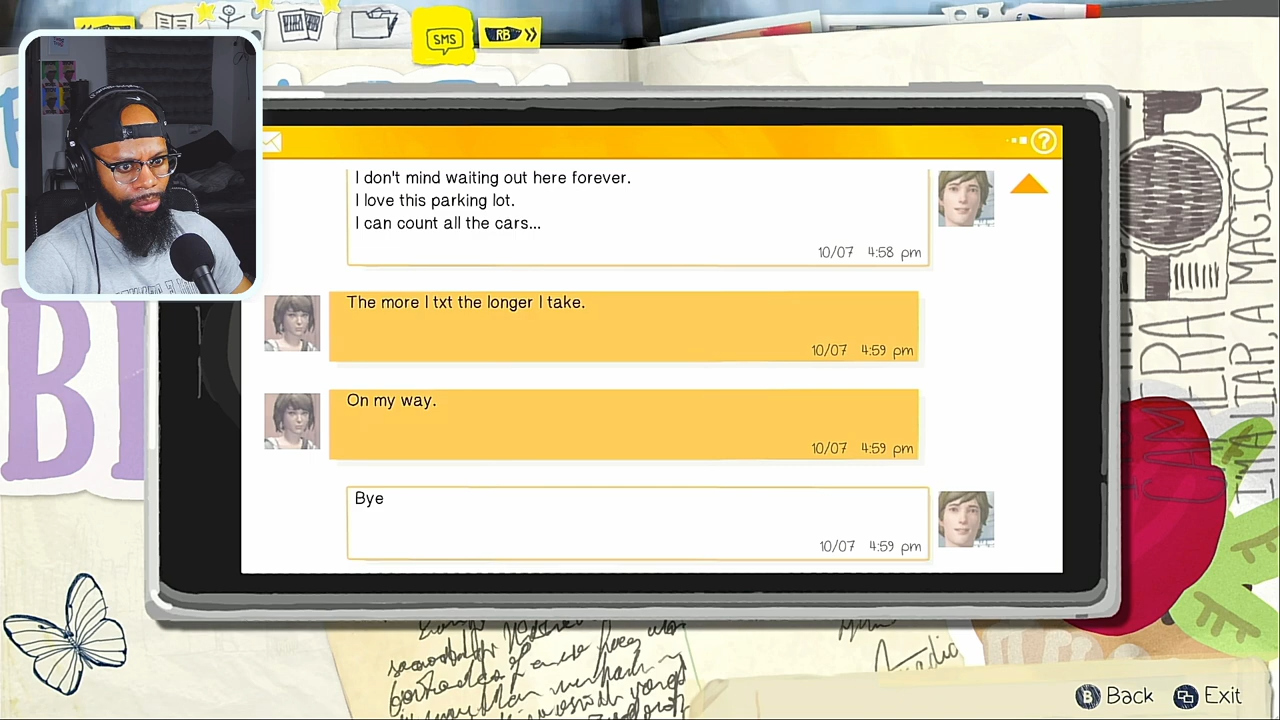 SMS
RB
?
I don't mind waiting out here forever.
I love this parking lot.
I can count all the cars...
10/07 4:58 pm
The more I txt the longer I take.
10/07 4:59 pm
On my way.
10/07 4:59 pm
Bye
10/07 4:59 pm
CAMERA
MAGICIAN
B Back
Exit